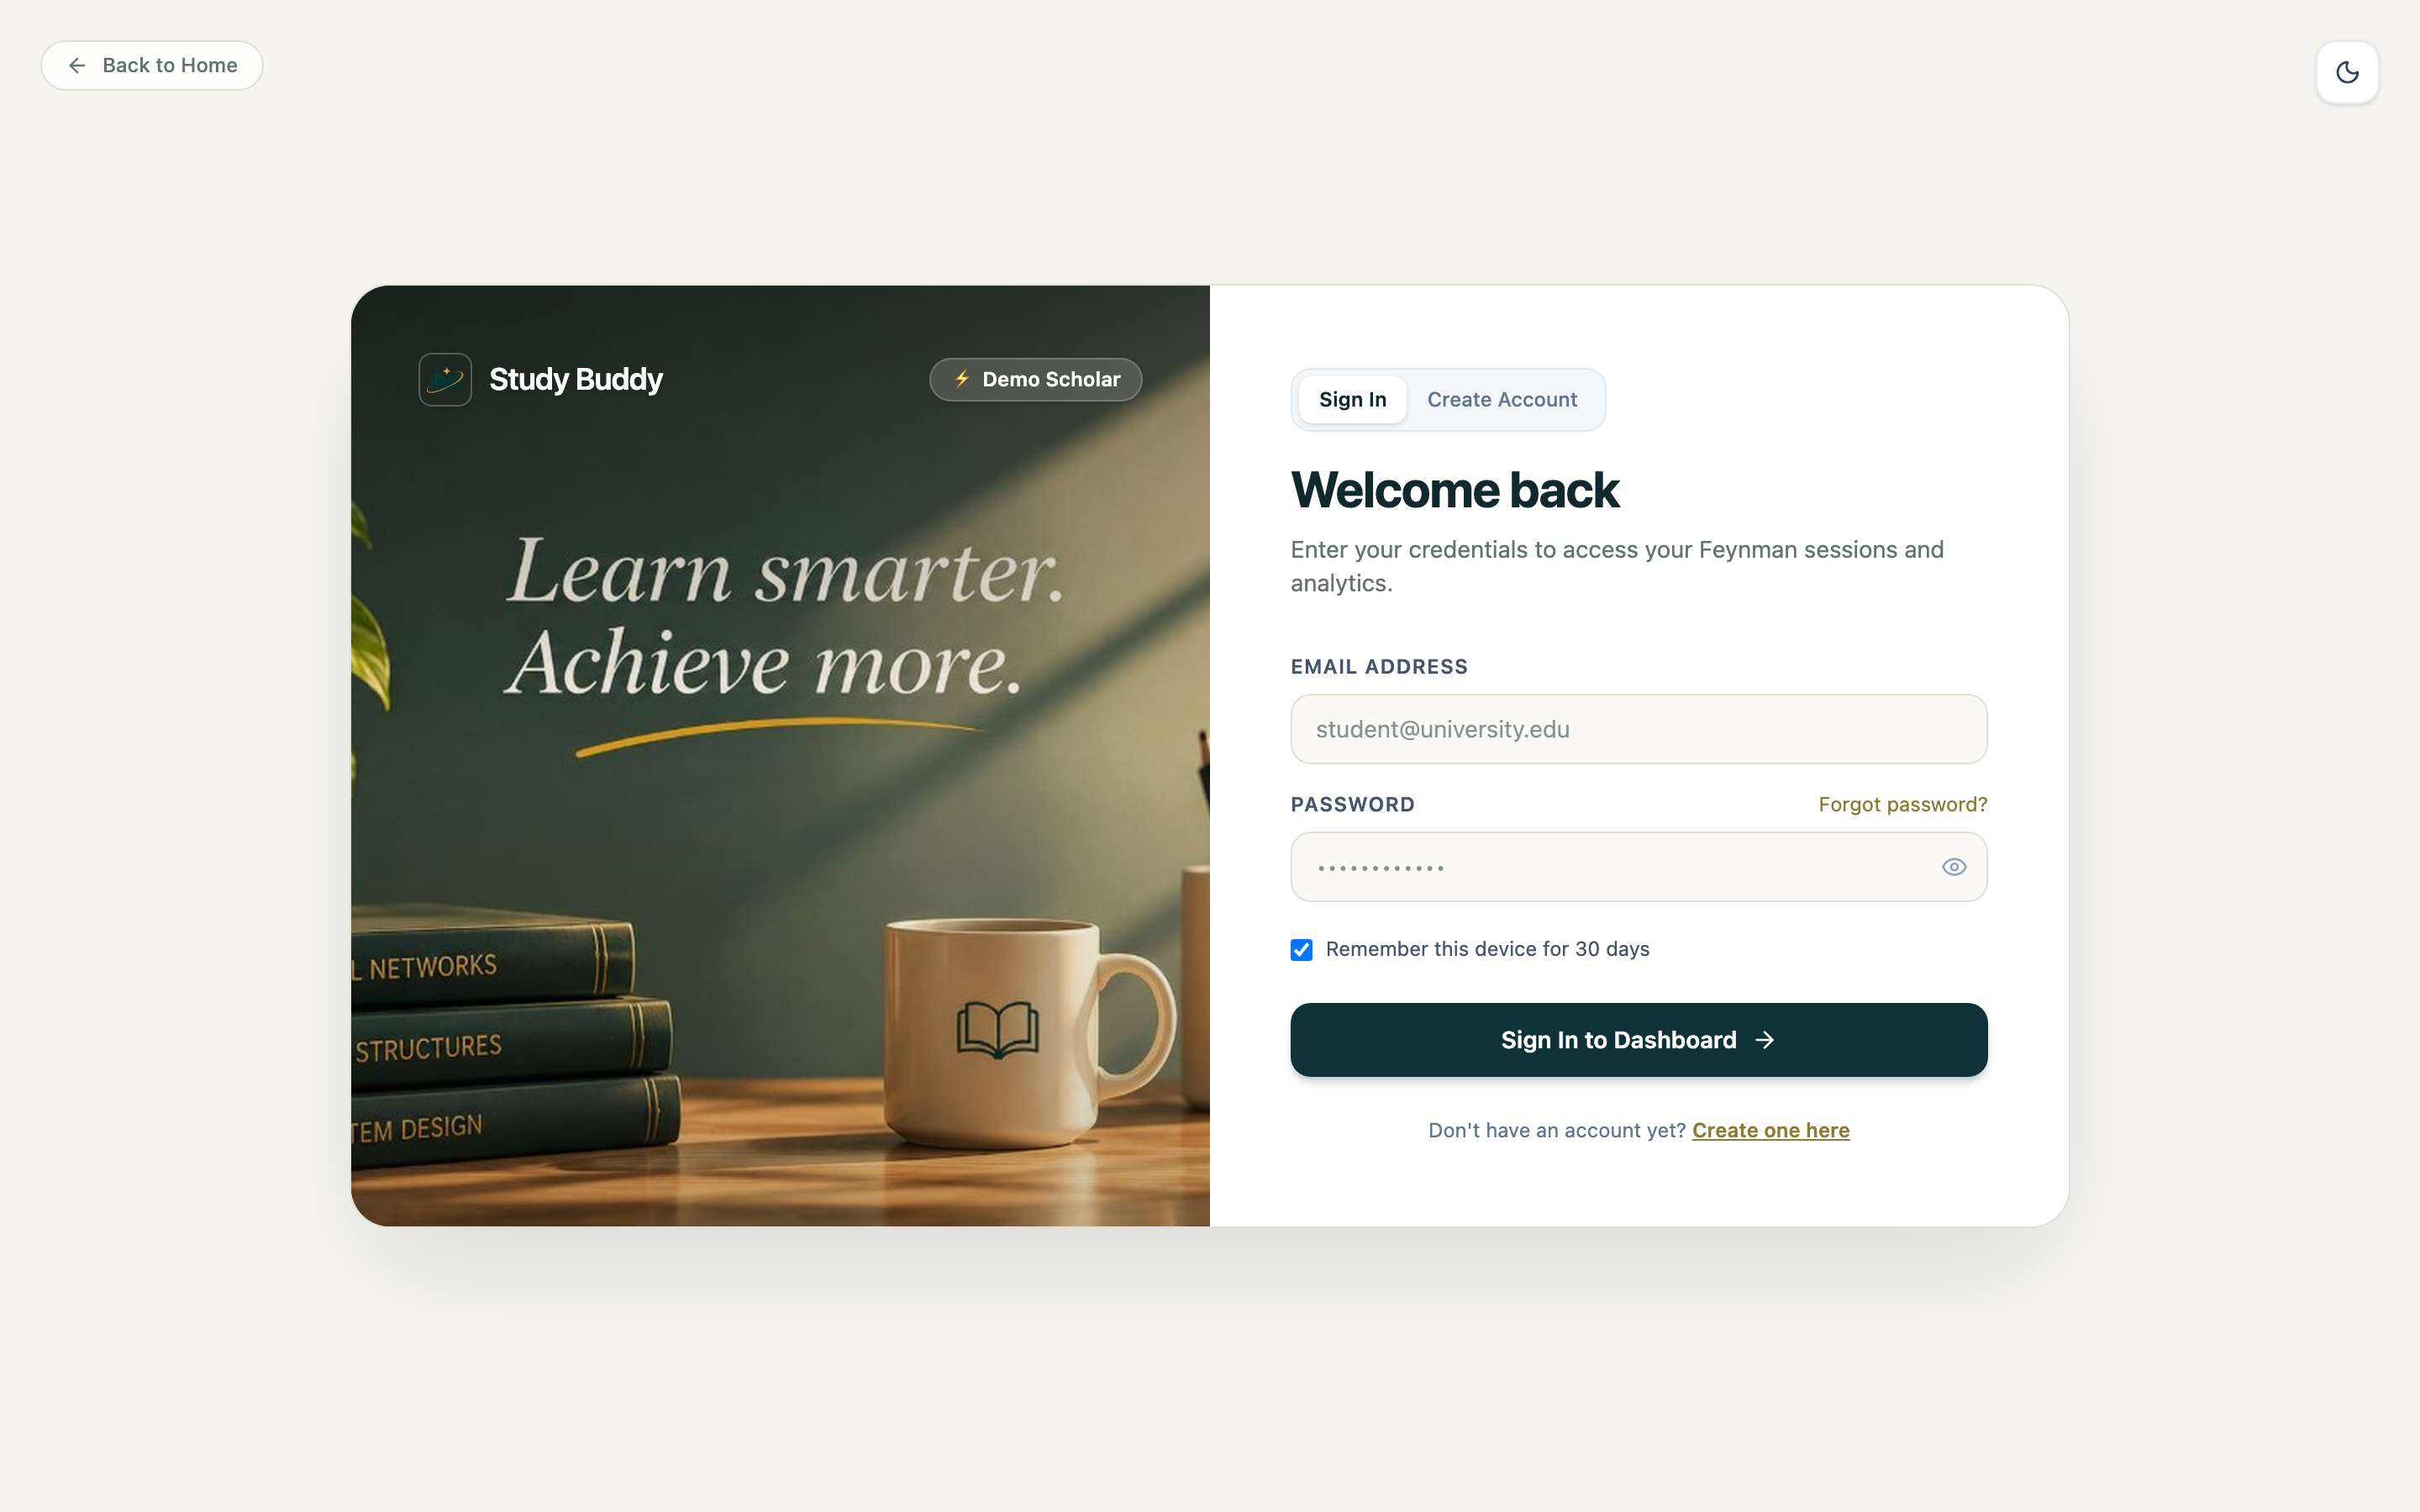 Back to Home
Study Buddy
Demo Scholar
Learn smarter.
Achieve more.
L NETWORKS
STRUCTURES
TEM DESIGN
Sign In
Create Account
Welcome back
Enter your credentials to access your Feynman sessions and
analytics.
EMAIL ADDRESS
student@university.edu
PASSWORD
Forgot password?
••••••••••••
Remember this device for 30 days
Sign In to Dashboard →
Don't have an account yet? Create one here